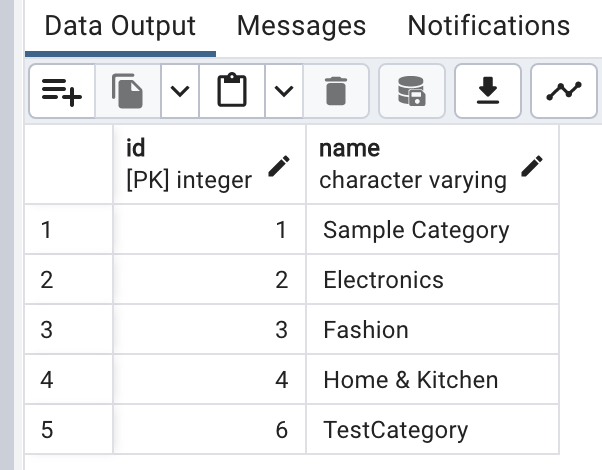 Data Output Messages Notifications
id name
[PK] integer character varying
1 1 Sample Category
2 2 Electronics
3 3 Fashion
4 4 Home & Kitchen
5 6 TestCategory